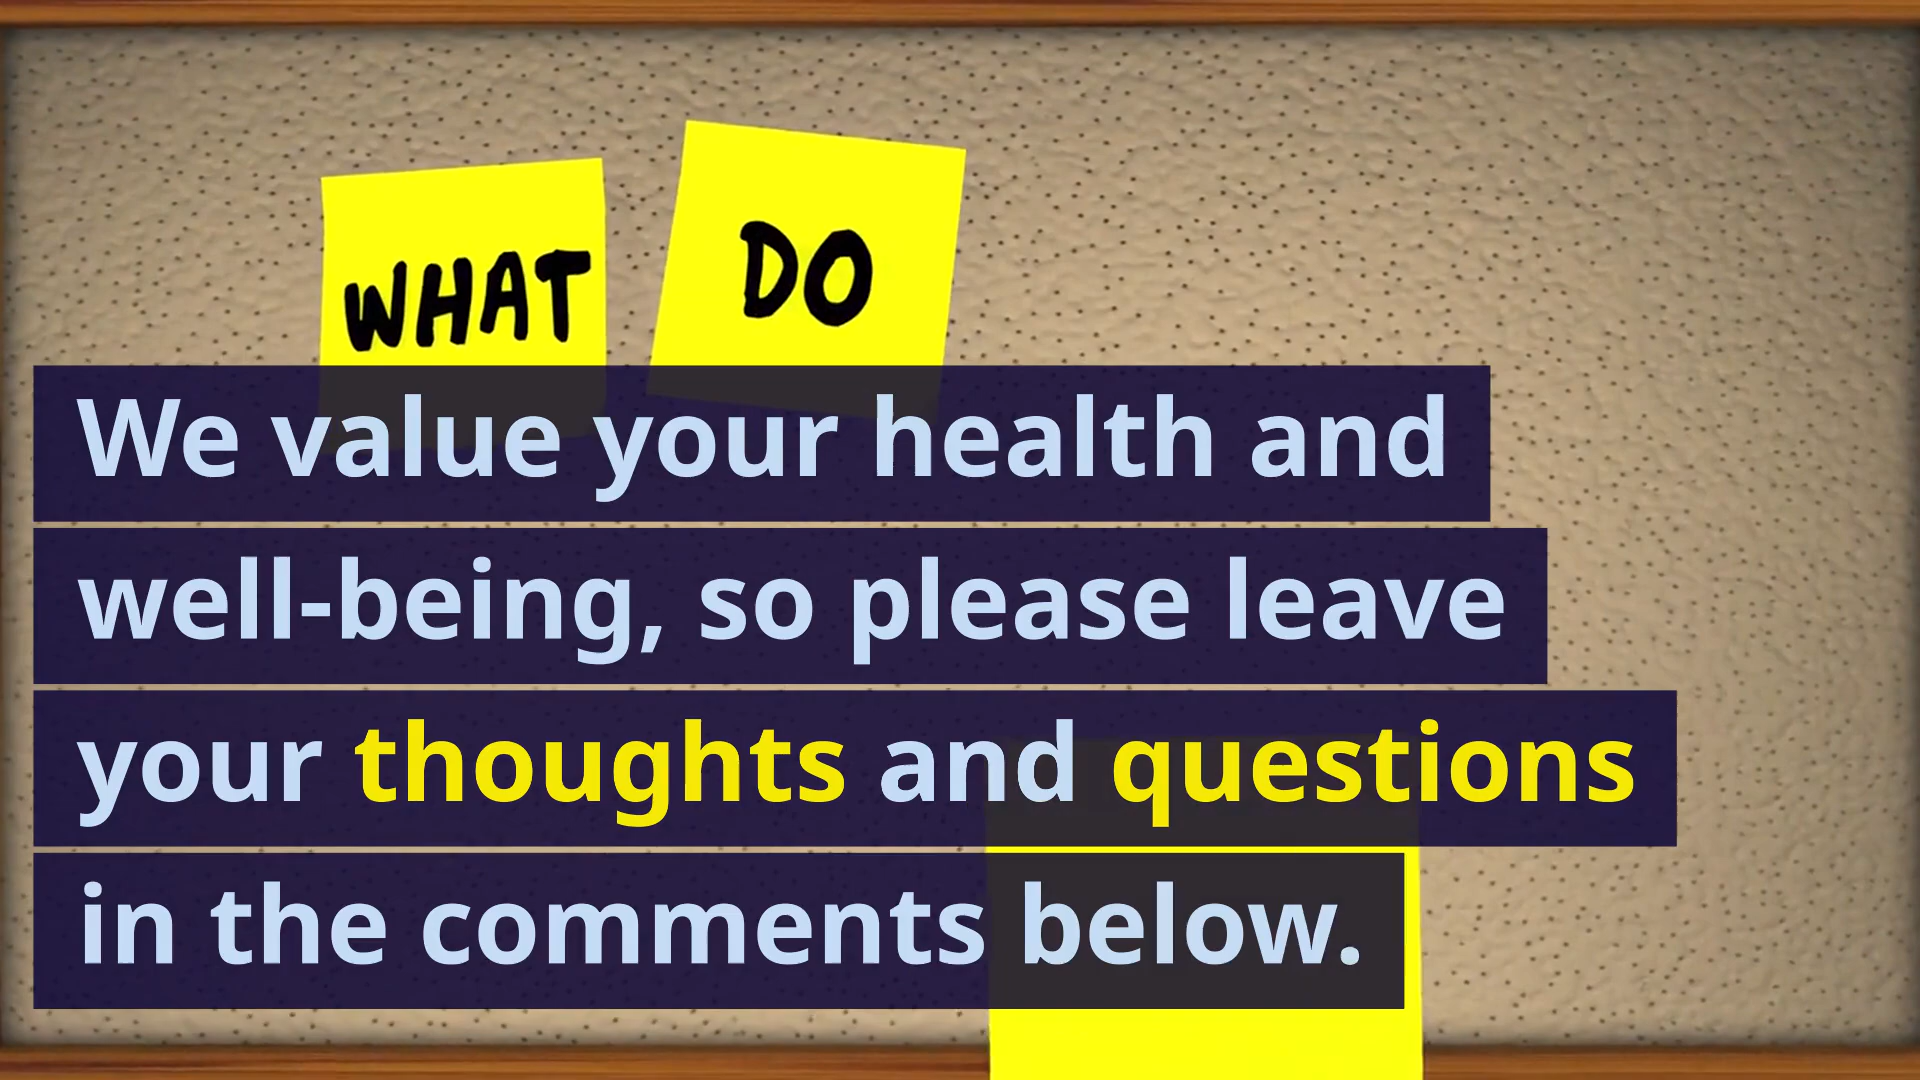 WHAT DO
We value your health and
well-being, so please leave
your thoughts and questions
in the comments below.